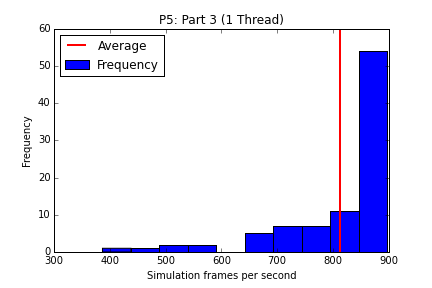 P5: Part 3 (1 Thread)
Average
Frequency
60
50
40
30
20
10
0
Frequency
300 400 500 600 700 800 900
Simulation frames per second